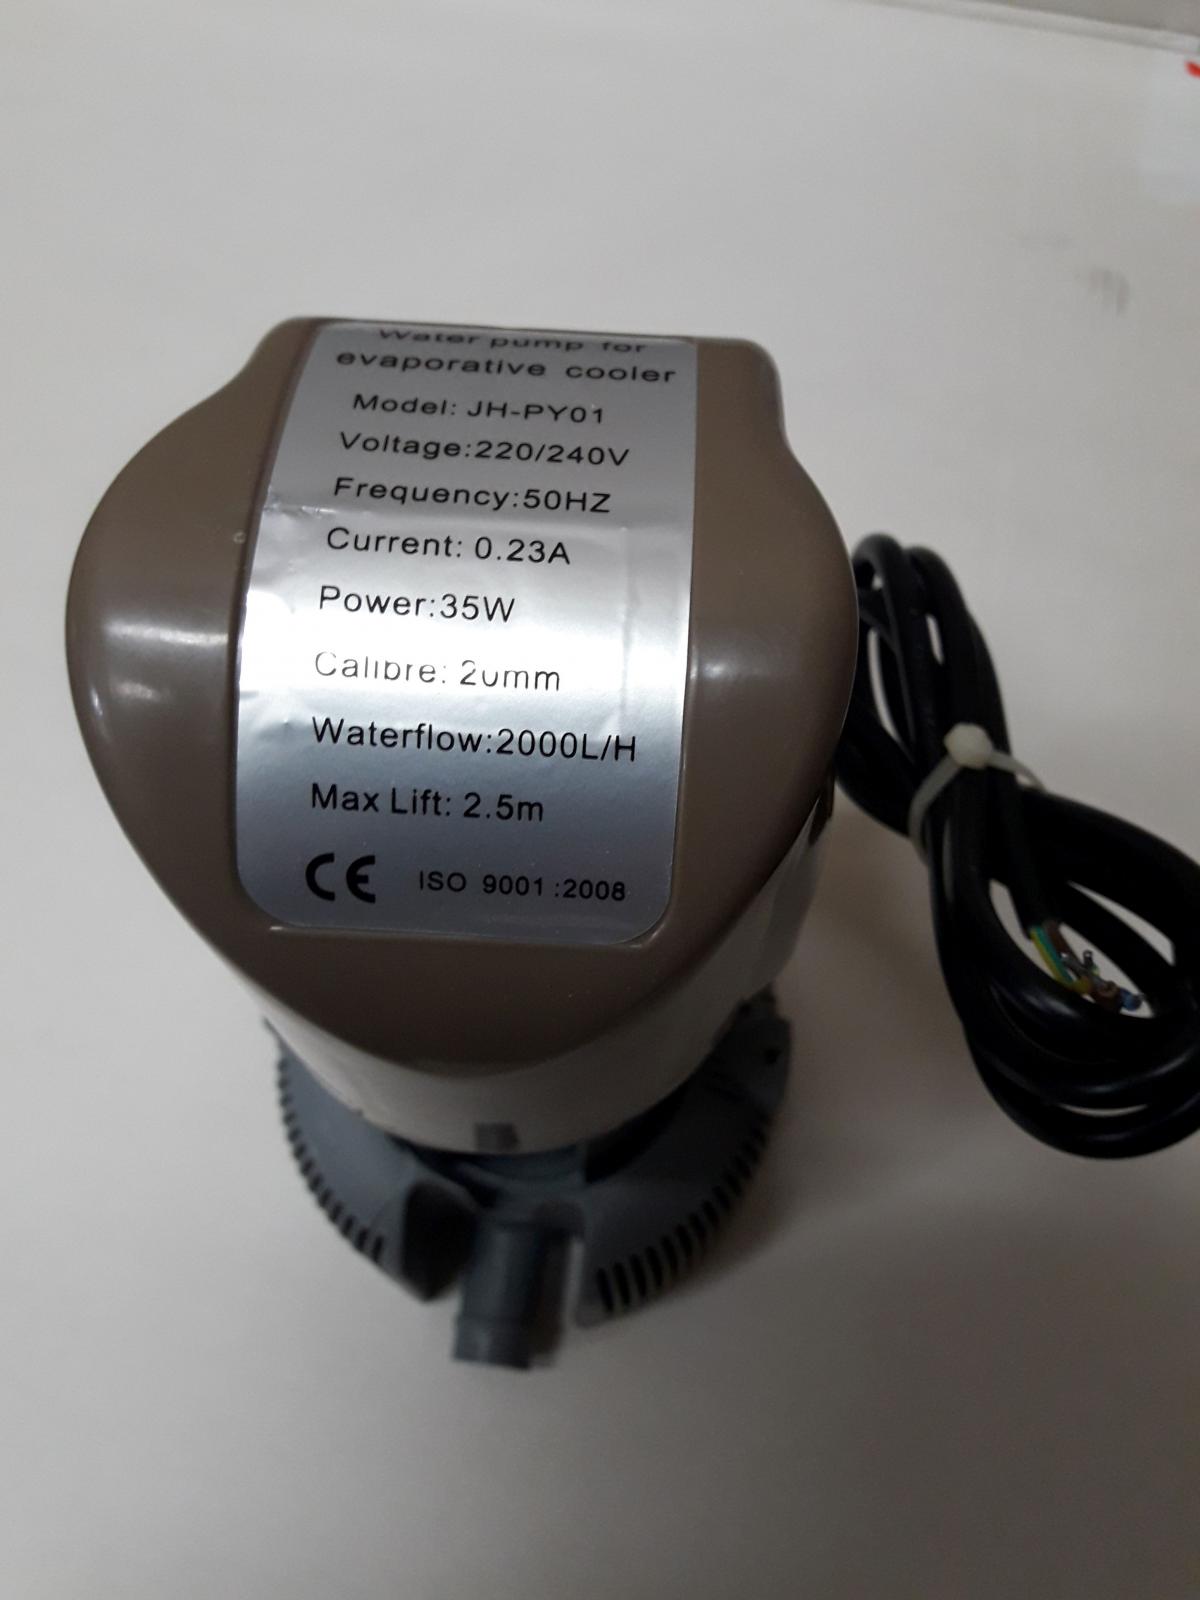 Water pump for
evaporative cooler
Model: JH-PY01
Voltage:220/240V
Frequency:50HZ
Current: 0.23A
Power:35W
Calibre: 20mm
Waterflow:2000L/H
Max Lift: 2.5m
CE ISO 9001:2008